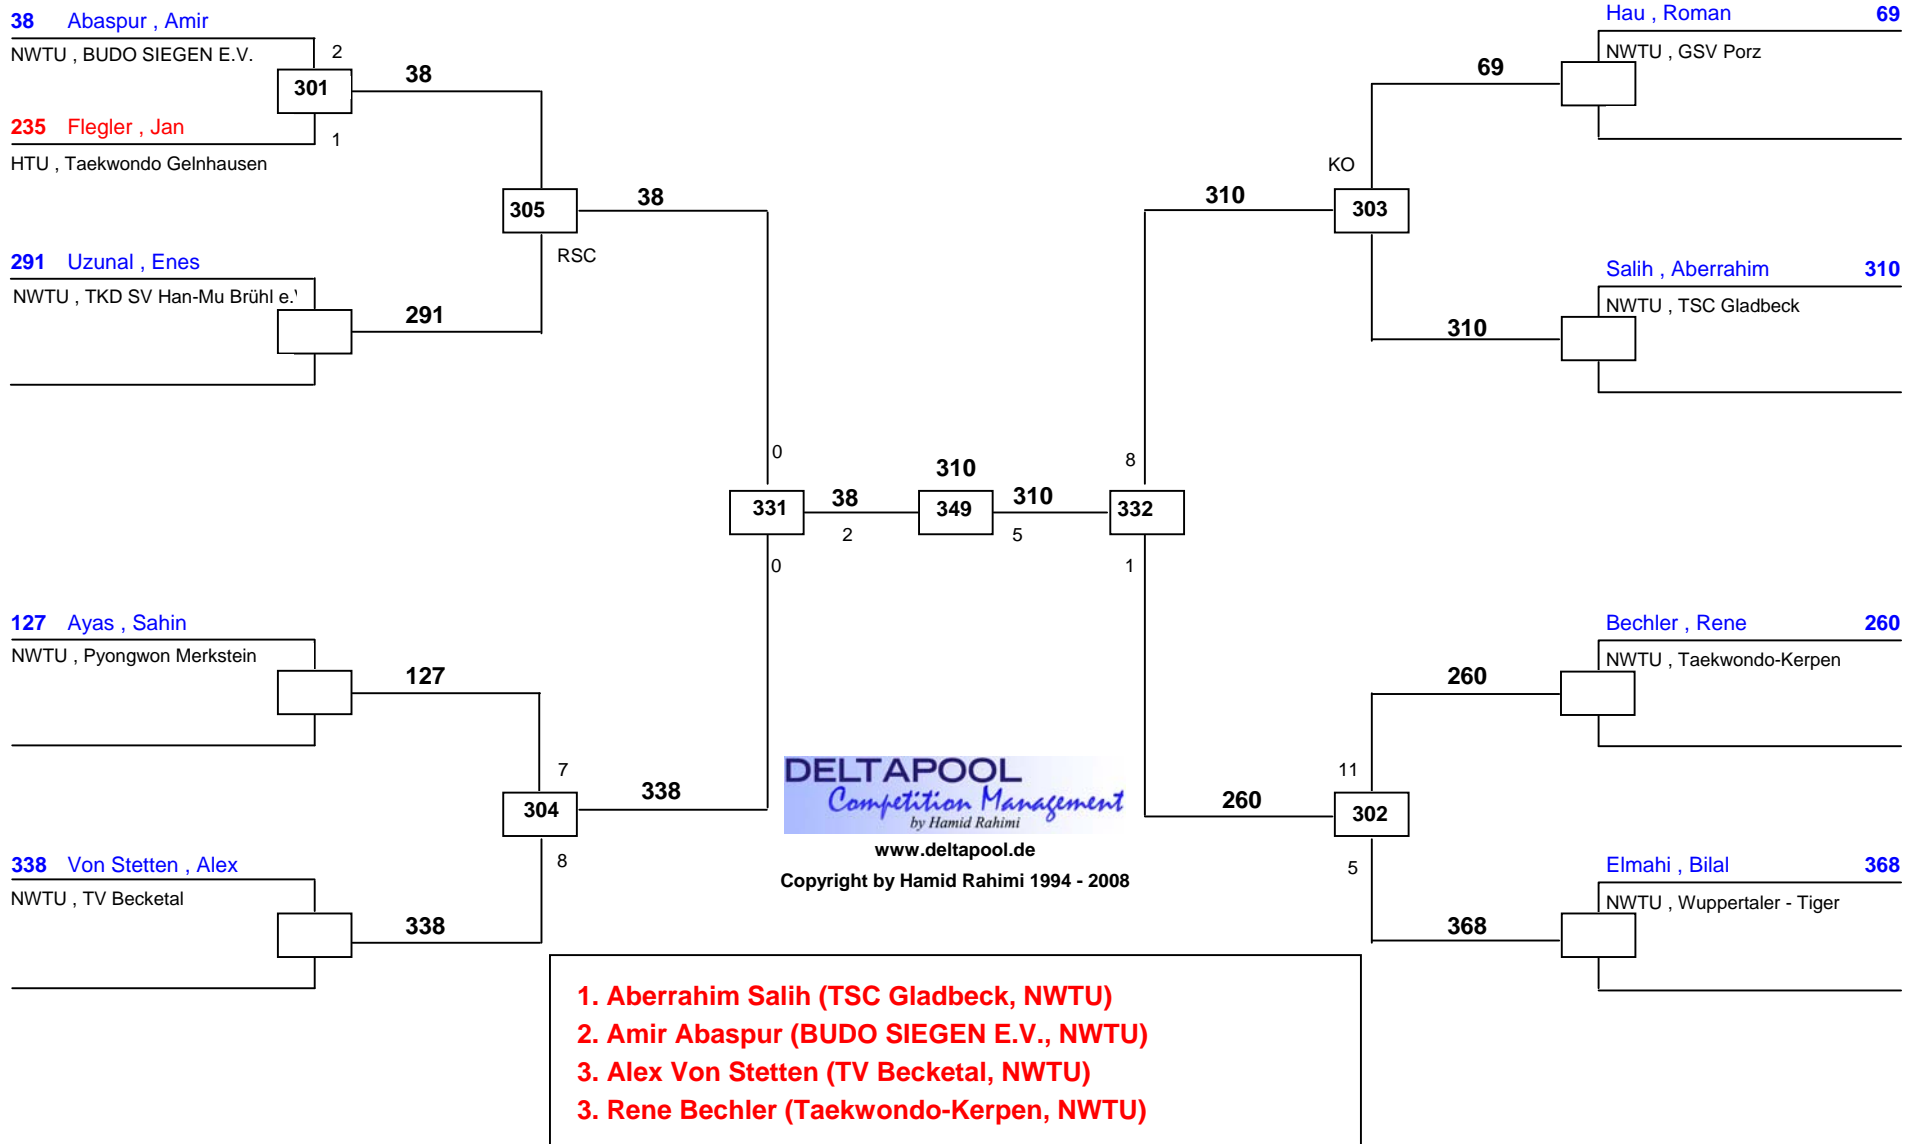 38 Abaspur , Amir
NWTU , BUDO SIEGEN E.V.
2
301
38
235 Flegler , Jan
1
HTU , Taekwondo Gelnhausen
305
38
RSC
291 Uzunal , Enes
NWTU , TKD SV Han-Mu Brühl e.V
291
0
331
38
2
0
127 Ayas , Sahin
NWTU , Pyongwon Merkstein
127
7
304
338
8
338 Von Stetten , Alex
NWTU , TV Becketal
338
310
349
310
5
Hau , Roman 69
NWTU , GSV Porz
69
KO
310
303
Salih , Aberrahim 310
NWTU , TSC Gladbeck
310
8
332
1
Bechler , Rene 260
NWTU , Taekwondo-Kerpen
260
11
260
302
5
Elmahi , Bilal 368
NWTU , Wuppertaler - Tiger
368
DELTAPOOL
Competition Management
by Hamid Rahimi
www.deltapool.de
Copyright by Hamid Rahimi 1994 - 2008
1. Aberrahim Salih (TSC Gladbeck, NWTU)
2. Amir Abaspur (BUDO SIEGEN E.V., NWTU)
3. Alex Von Stetten (TV Becketal, NWTU)
3. Rene Bechler (Taekwondo-Kerpen, NWTU)